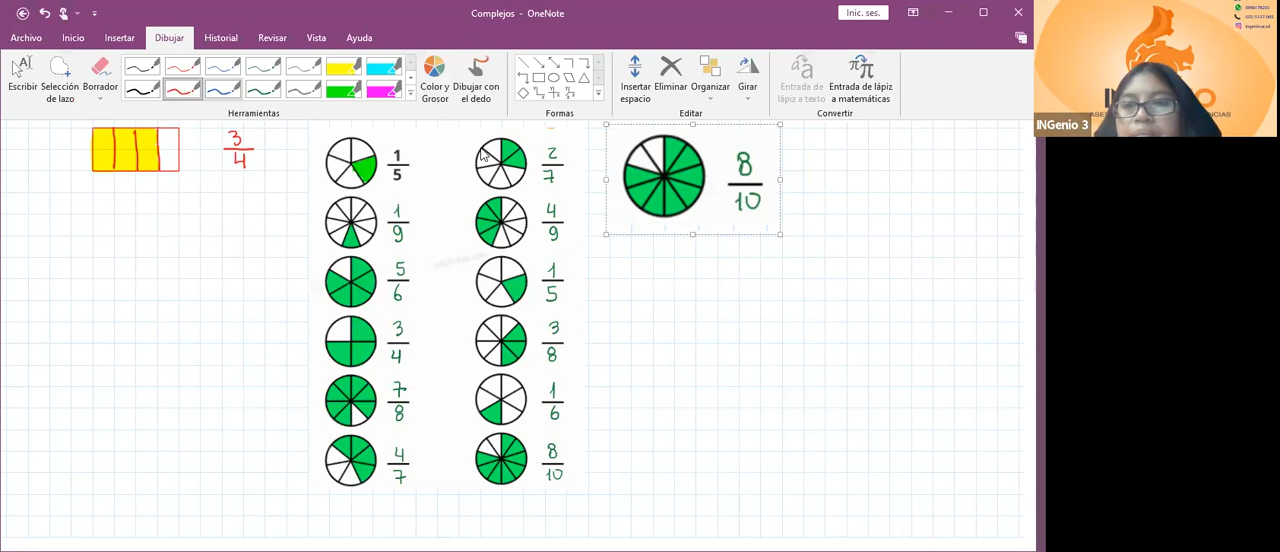 Complejos - OneNote
Inic. ses.
Archivo Inicio Insertar Dibujar Historial Revisar Vista Ayuda
Escribir Selección de lazo Borrador
Color y Grosor Dibujar con el dedo
Insertar espacio Eliminar Organizar Girar
Entrada de lápiz a texto Entrada de lápiz a matemáticas
Herramientas Formas Editar Convertir
INGenio 3
3/4
1/5 2/7
8/10
1/9 4/9
5/6 1/5
3/4 3/8
7/8 1/6
4/7 8/10